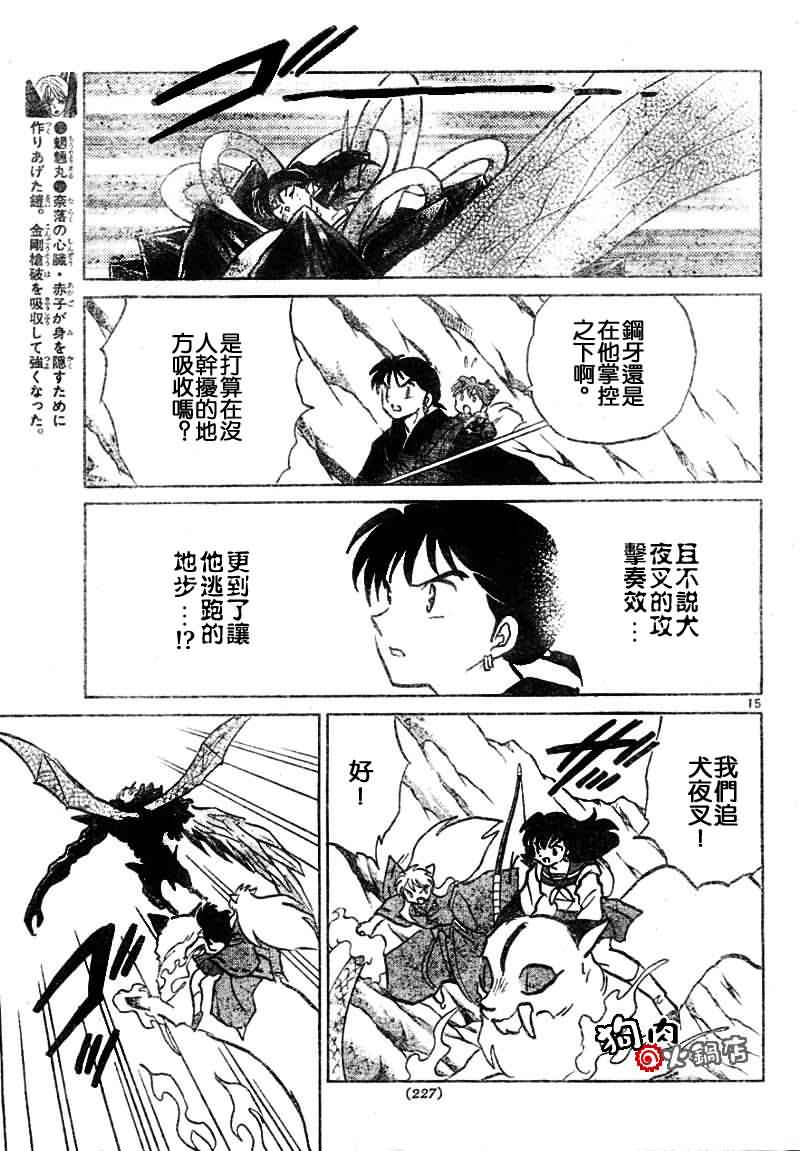 ゴ
魍魎丸
奈落の心臓・赤子が身を隠すために
作りあげた鎧。金剛槍破を吸収して強くなった。
鋼牙還是
在他掌控
之下啊。
是打算在沒
人幹擾的地
方吸收嗎？
且不說犬
夜叉的攻
擊奏效…
更到了讓
他逃跑的
地步…!?
15
我們追
犬夜叉！
好！
ゴ
狗肉
火鍋店
(227)